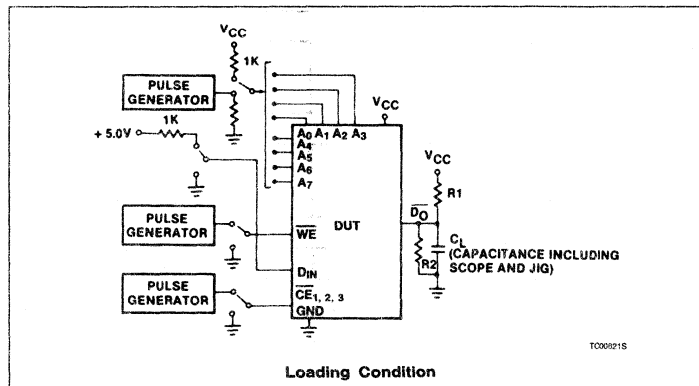 VCC
1K
PULSE
GENERATOR
1K
+ 5.0V
VCC
A0 A1 A2 A3
A4
A5
A6
A7
VCC
R1
DO
DUT
WE
PULSE
GENERATOR
CL
(CAPACITANCE INCLUDING
SCOPE AND JIG)
R2
DIN
PULSE
GENERATOR
CE1, 2, 3
GND
TC00821S
Loading Condition